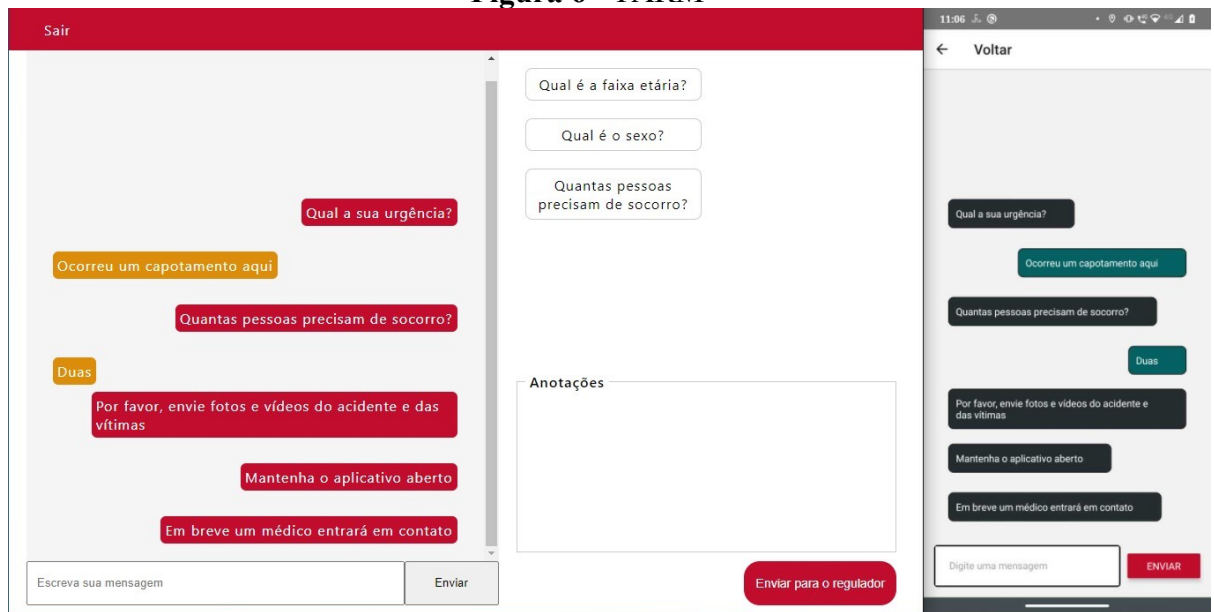 Sair
Qual a sua urgência?
Ocorreu um capotamento aqui
Quantas pessoas precisam de socorro?
Duas
Por favor, envie fotos e vídeos do acidente e das
vítimas
Mantenha o aplicativo aberto
Em breve um médico entrará em contato
Escreva sua mensagem
Enviar
Qual é a faixa etária?
Qual é o sexo?
Quantas pessoas
precisam de socorro?
Anotações
Enviar para o regulador
11:06
Voltar
Qual a sua urgência?
Ocorreu um capotamento aqui
Quantas pessoas precisam de socorro?
Duas
Por favor, envie fotos e vídeos do acidente e
das vítimas
Mantenha o aplicativo aberto
Em breve um médico entrará em contato
Digite uma mensagem
ENVIAR